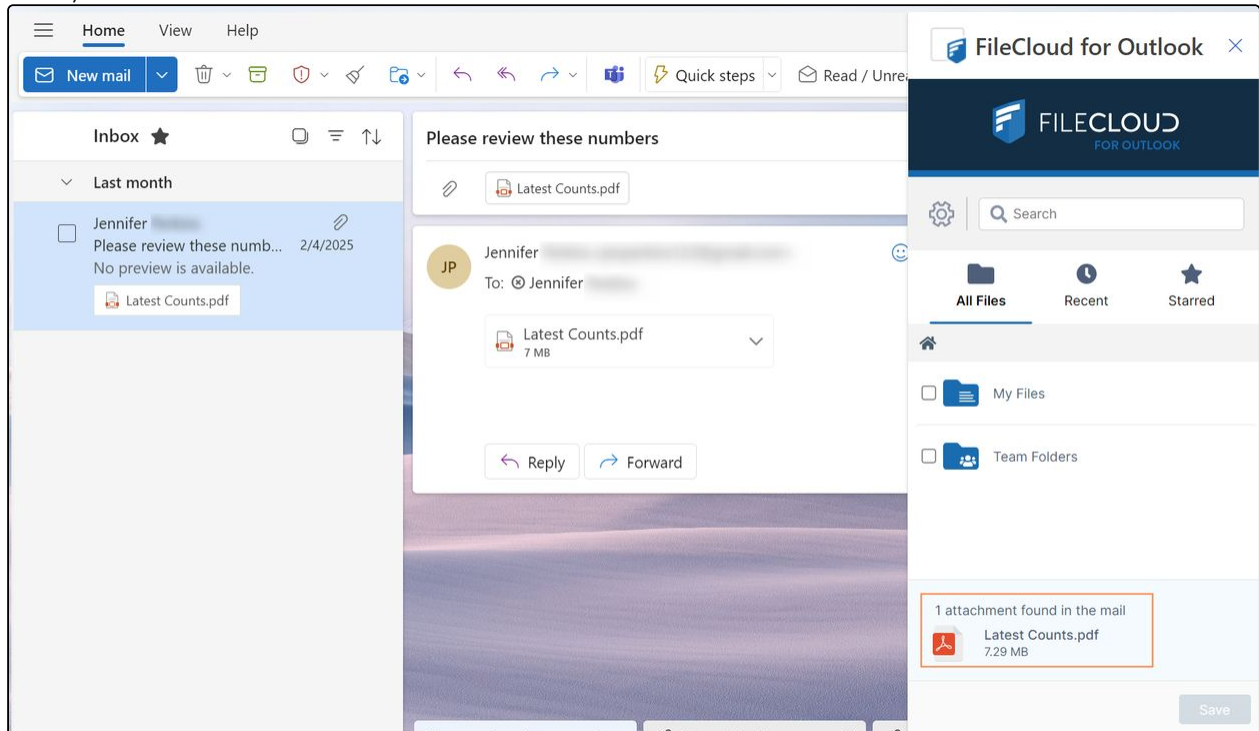 Home View Help
New mail
Quick steps
Read / Unre
Inbox
Last month
Jennifer
Please review these numb... 2/4/2025
No preview is available.
Latest Counts.pdf
Please review these numbers
Latest Counts.pdf
JP
Jennifer
To: Jennifer
Latest Counts.pdf
7 MB
Reply Forward
FileCloud for Outlook
FILECLOUD
FOR OUTLOOK
Search
All Files Recent Starred
My Files
Team Folders
1 attachment found in the mail
Latest Counts.pdf
7.29 MB
Save